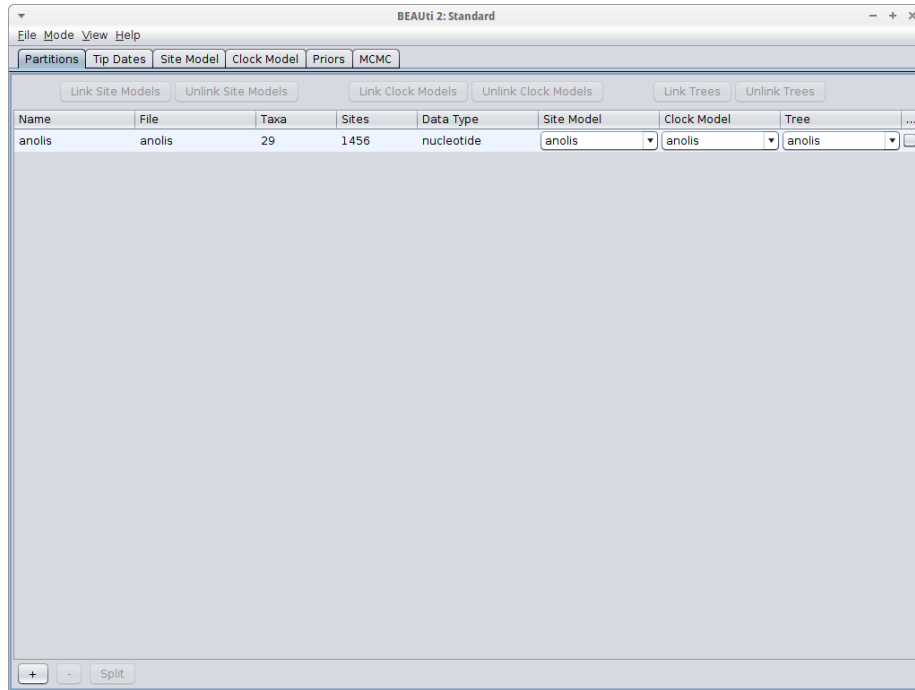 BEAUti 2: Standard
File Mode View Help
Partitions Tip Dates Site Model Clock Model Priors MCMC
Link Site Models Unlink Site Models Link Clock Models Unlink Clock Models Link Trees Unlink Trees
Name File Taxa Sites Data Type Site Model Clock Model Tree ...
anolis anolis 29 1456 nucleotide anolis anolis anolis
+ - Split